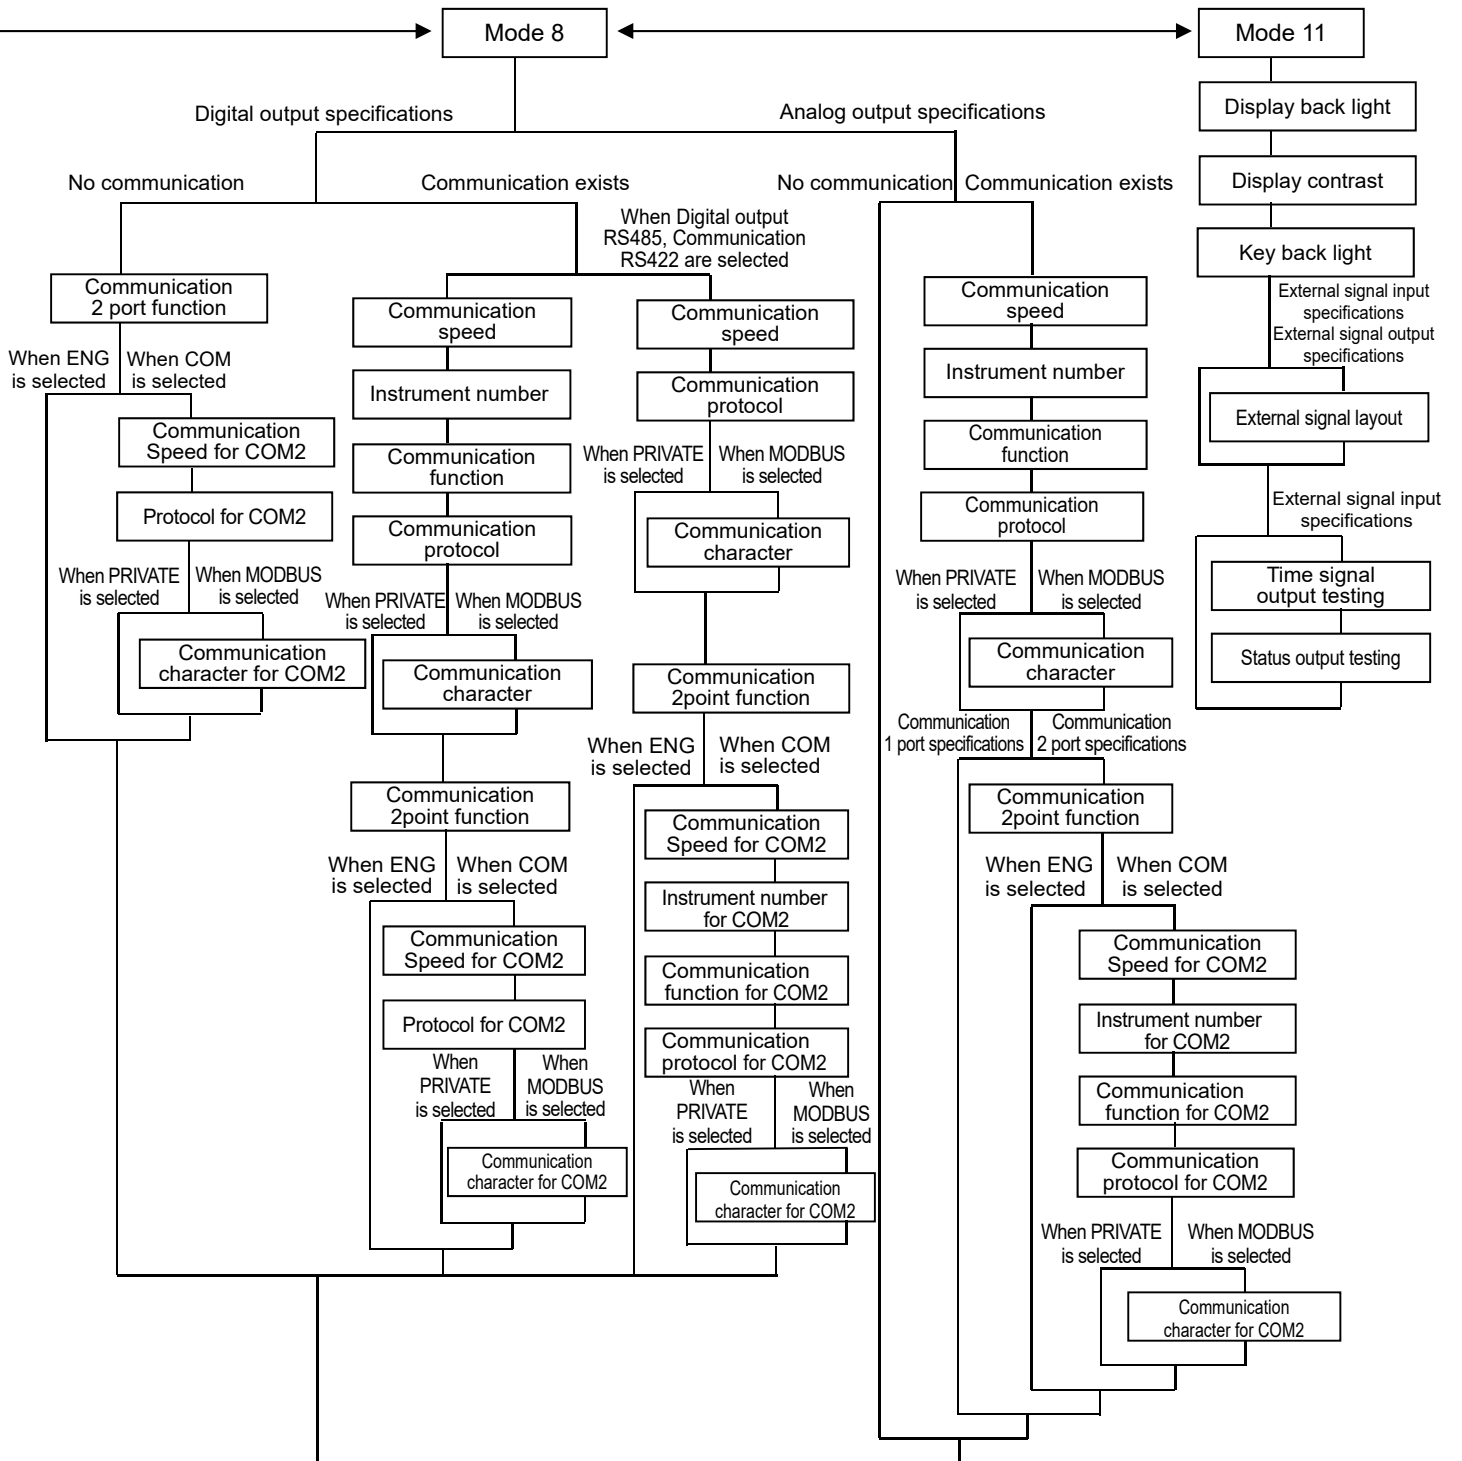 Mode 8
Mode 11
Digital output specifications
Analog output specifications
Display back light
No communication
Communication exists
No communication
Communication exists
Display contrast
When Digital output
RS485, Communication
RS422 are selected
Key back light
Communication
2 port function
When ENG
is selected
When COM
is selected
Communication
Speed for COM2
Protocol for COM2
When PRIVATE
is selected
When MODBUS
is selected
Communication
character for COM2
Communication
speed
Instrument number
Communication
function
Communication
protocol
When PRIVATE
is selected
When MODBUS
is selected
Communication
character
Communication
2point function
When ENG
is selected
When COM
is selected
Communication
Speed for COM2
Protocol for COM2
When
PRIVATE
is selected
When
MODBUS
is selected
Communication
character for COM2
Communication
speed
Communication
protocol
When PRIVATE
is selected
When MODBUS
is selected
Communication
character
Communication
2point function
When ENG
is selected
When COM
is selected
Communication
Speed for COM2
Instrument number
for COM2
Communication
function for COM2
Communication
protocol for COM2
When
PRIVATE
is selected
When
MODBUS
is selected
Communication
character for COM2
Communication
speed
Instrument number
Communication
function
Communication
protocol
When PRIVATE
is selected
When MODBUS
is selected
Communication
character
Communication
1 port specifications
Communication
2 port specifications
Communication
2point function
When ENG
is selected
When COM
is selected
Communication
Speed for COM2
Instrument number
for COM2
Communication
function for COM2
Communication
protocol for COM2
When PRIVATE
is selected
When MODBUS
is selected
Communication
character for COM2
External signal input
specifications
External signal output
specifications
External signal layout
External signal input
specifications
Time signal
output testing
Status output testing